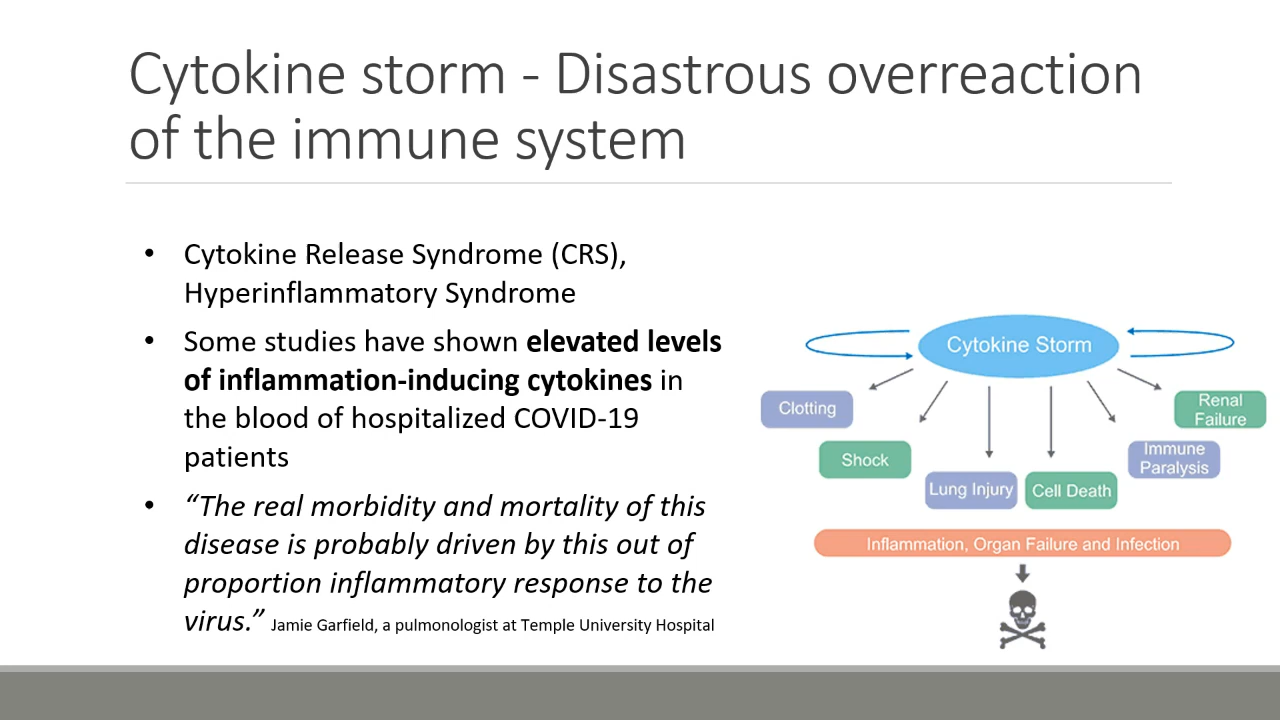 Cytokine storm - Disastrous overreaction
of the immune system
• Cytokine Release Syndrome (CRS),
Hyperinflammatory Syndrome
• Some studies have shown elevated levels
of inflammation-inducing cytokines in
the blood of hospitalized COVID-19
patients
• “The real morbidity and mortality of this
disease is probably driven by this out of
proportion inflammatory response to the
virus.” Jamie Garfield, a pulmonologist at Temple University Hospital
Cytokine Storm
Clotting
Shock
Lung Injury
Cell Death
Immune
Paralysis
Renal
Failure
Inflammation, Organ Failure and Infection